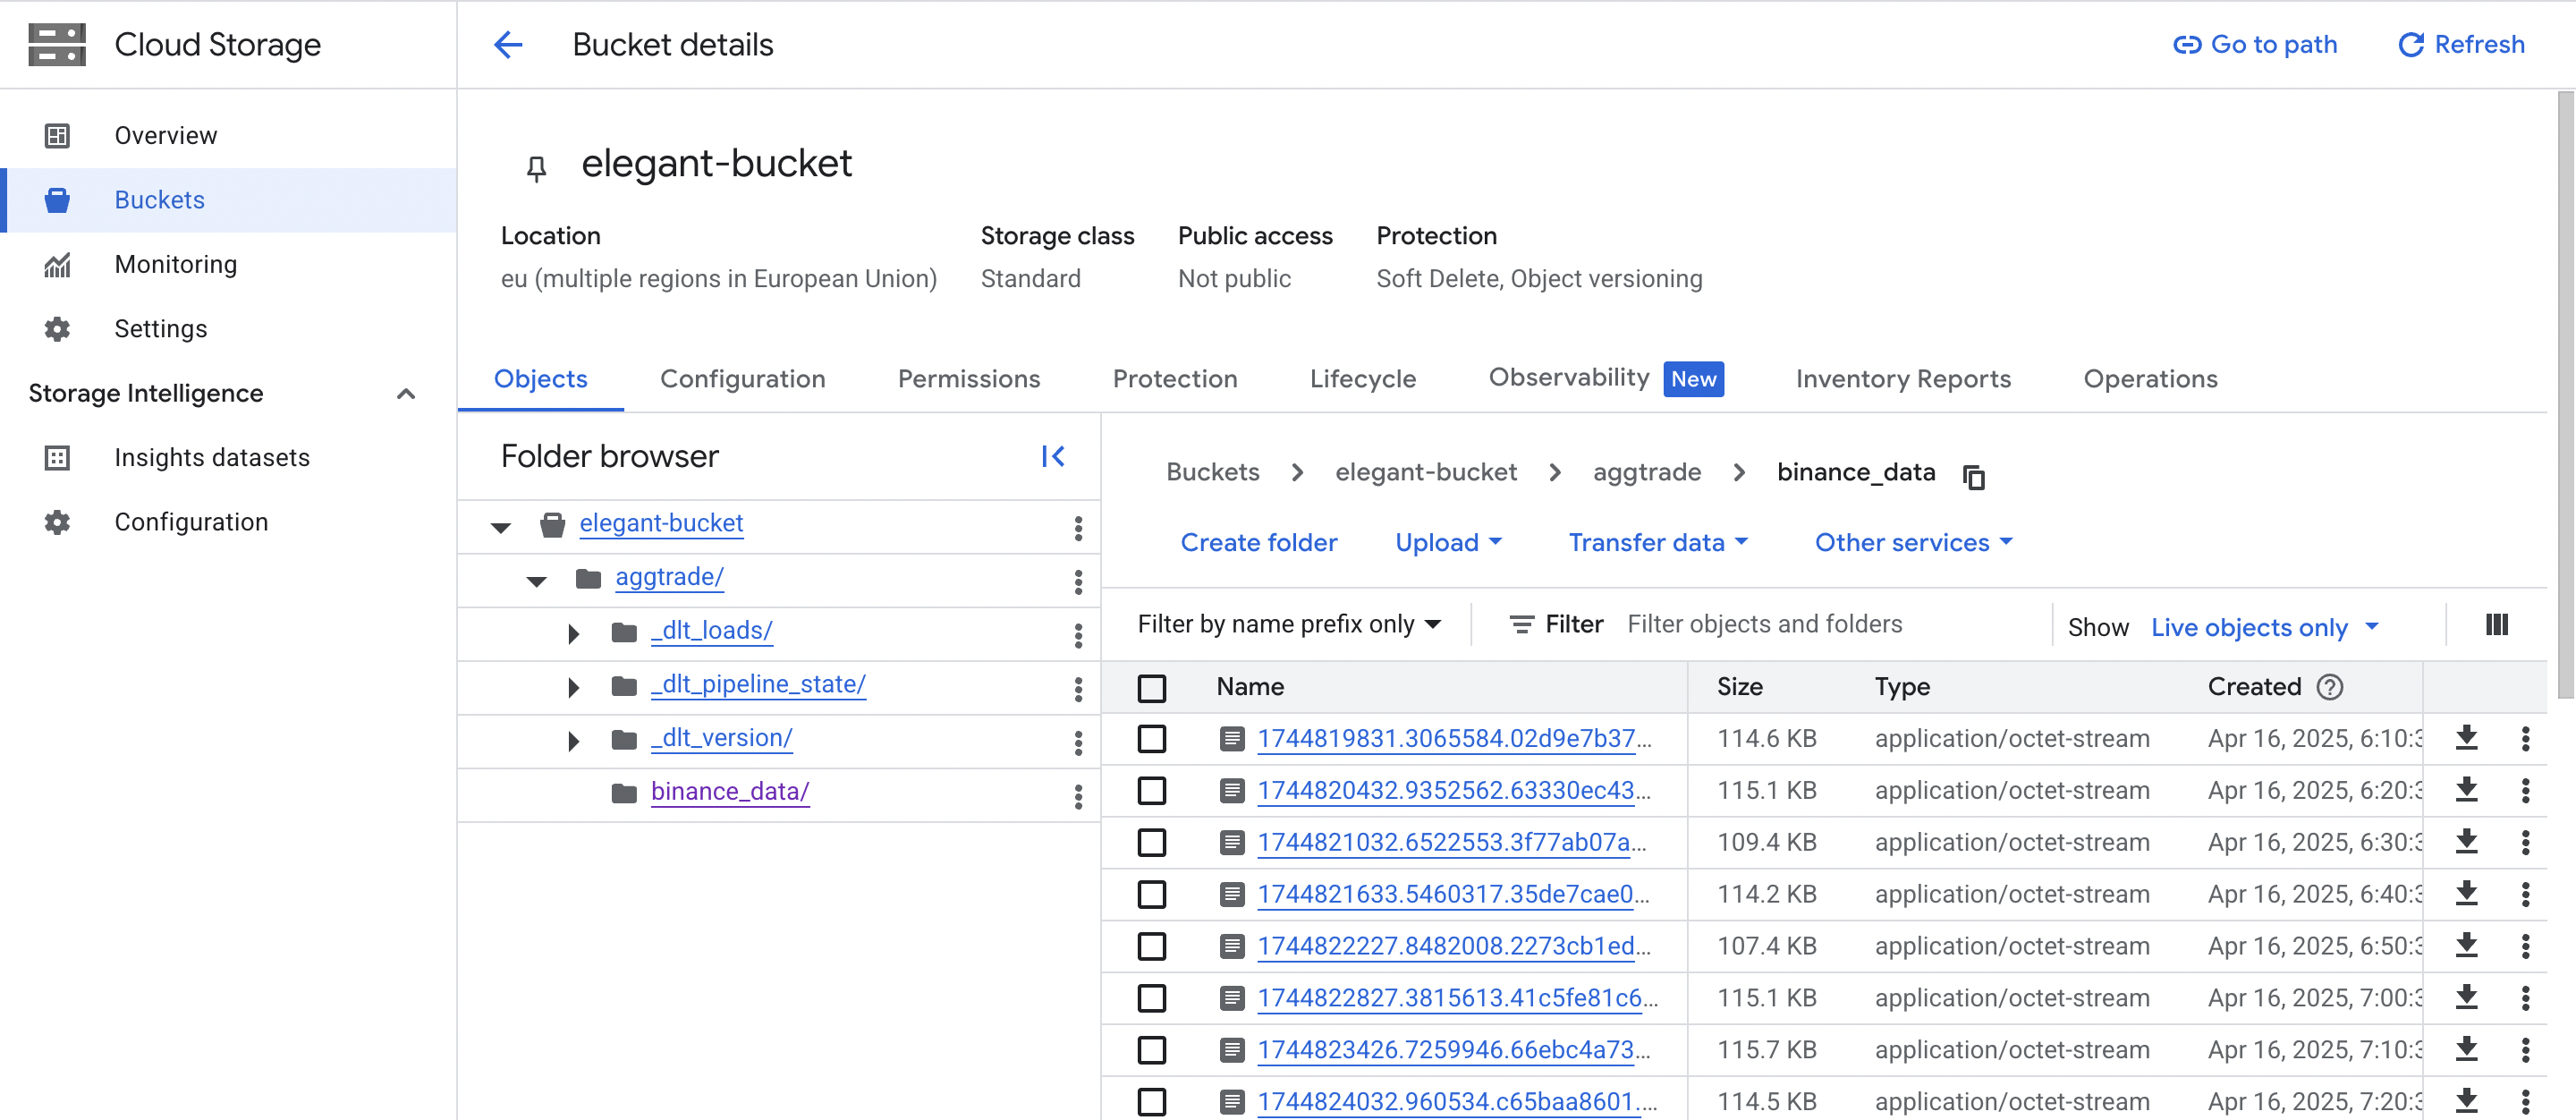 Cloud Storage
Bucket details
Go to path
Refresh
Overview
Buckets
Monitoring
Settings
Storage Intelligence
Insights datasets
Configuration
elegant-bucket
Location Storage class Public access Protection
eu (multiple regions in European Union) Standard Not public Soft Delete, Object versioning
Objects Configuration Permissions Protection Lifecycle Observability New Inventory Reports Operations
Folder browser
elegant-bucket
aggtrade/
_dlt_loads/
_dlt_pipeline_state/
_dlt_version/
binance_data/
Buckets > elegant-bucket > aggtrade > binance_data
Create folder Upload Transfer data Other services
Filter by name prefix only Filter Filter objects and folders Show Live objects only
Name Size Type Created
1744819831.3065584.02d9e7b37... 114.6 KB application/octet-stream Apr 16, 2025, 6:10:3
1744820432.9352562.63330ec43... 115.1 KB application/octet-stream Apr 16, 2025, 6:20:3
1744821032.6522553.3f77ab07a... 109.4 KB application/octet-stream Apr 16, 2025, 6:30:3
1744821633.5460317.35de7cae0... 114.2 KB application/octet-stream Apr 16, 2025, 6:40:3
1744822227.8482008.2273cb1ed... 107.4 KB application/octet-stream Apr 16, 2025, 6:50:3
1744822827.3815613.41c5fe81c6... 115.1 KB application/octet-stream Apr 16, 2025, 7:00:3
1744823426.7259946.66ebc4a73... 115.7 KB application/octet-stream Apr 16, 2025, 7:10:3
1744824032.960534.c65baa8601.... 114.5 KB application/octet-stream Apr 16, 2025, 7:20:3